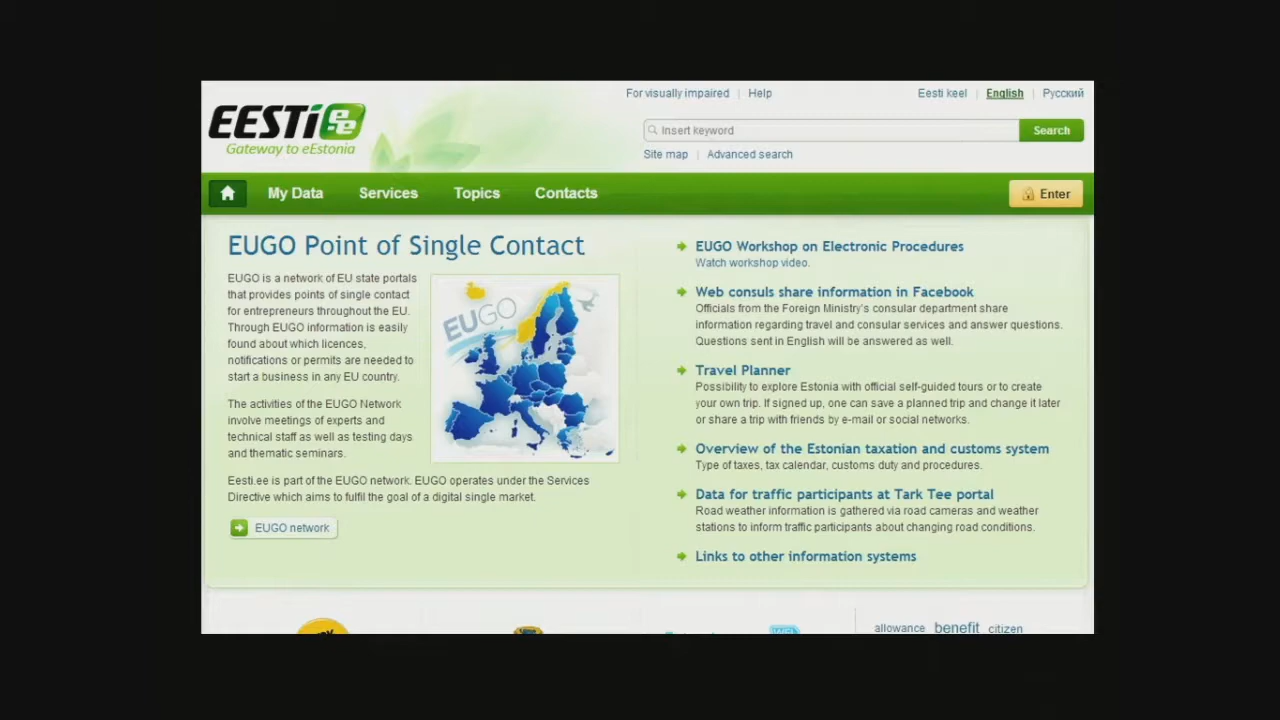 For visually impaired | Help
Eesti keel | English | Русский
EESTi e-e
Gateway to eEstonia
Insert keyword
Search
Site map | Advanced search
My Data Services Topics Contacts
Enter
EUGO Point of Single Contact
EUGO is a network of EU state portals
that provides points of single contact
for entrepreneurs throughout the EU.
Through EUGO information is easily
found about which licences,
notifications or permits are needed to
start a business in any EU country.
The activities of the EUGO Network
involve meetings of experts and
technical staff as well as testing days
and thematic seminars.
EUGO
Eesti.ee is part of the EUGO network. EUGO operates under the Services
Directive which aims to fulfil the goal of a digital single market.
EUGO network
EUGO Workshop on Electronic Procedures
Watch workshop video.
Web consuls share information in Facebook
Officials from the Foreign Ministry's consular department share
information regarding travel and consular services and answer questions.
Questions sent in English will be answered as well.
Travel Planner
Possibility to explore Estonia with official self-guided tours or to create
your own trip. If signed up, one can save a planned trip and change it later
or share a trip with friends by e-mail or social networks.
Overview of the Estonian taxation and customs system
Type of taxes, tax calendar, customs duty and procedures.
Data for traffic participants at Tark Tee portal
Road weather information is gathered via road cameras and weather
stations to inform traffic participants about changing road conditions.
Links to other information systems
allowance benefit citizen